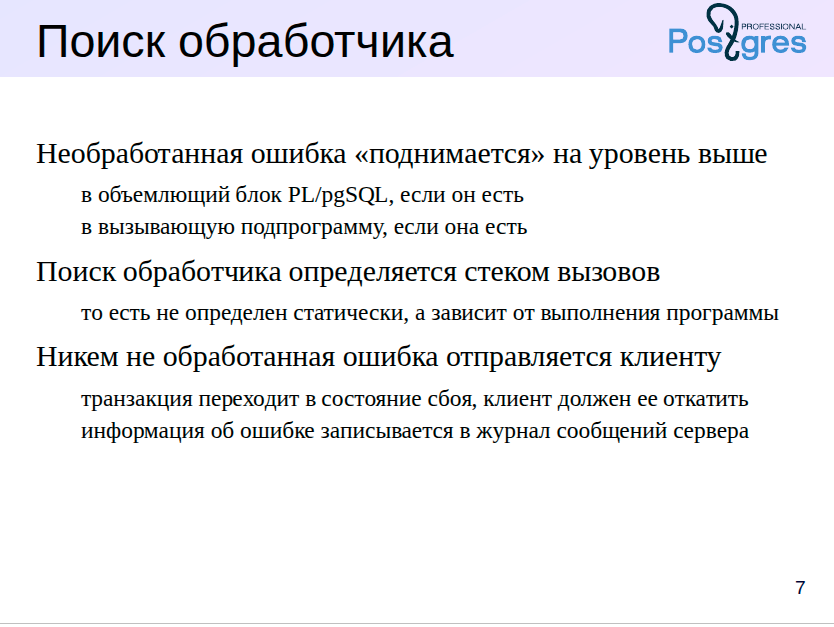 Поиск обработчика
PROFESSIONAL
Postgres
Необработанная ошибка «поднимается» на уровень выше
в объемлющий блок PL/pgSQL, если он есть
в вызывающую подпрограмму, если она есть
Поиск обработчика определяется стеком вызовов
то есть не определен статически, а зависит от выполнения программы
Никем не обработанная ошибка отправляется клиенту
транзакция переходит в состояние сбоя, клиент должен ее откатить
информация об ошибке записывается в журнал сообщений сервера
7